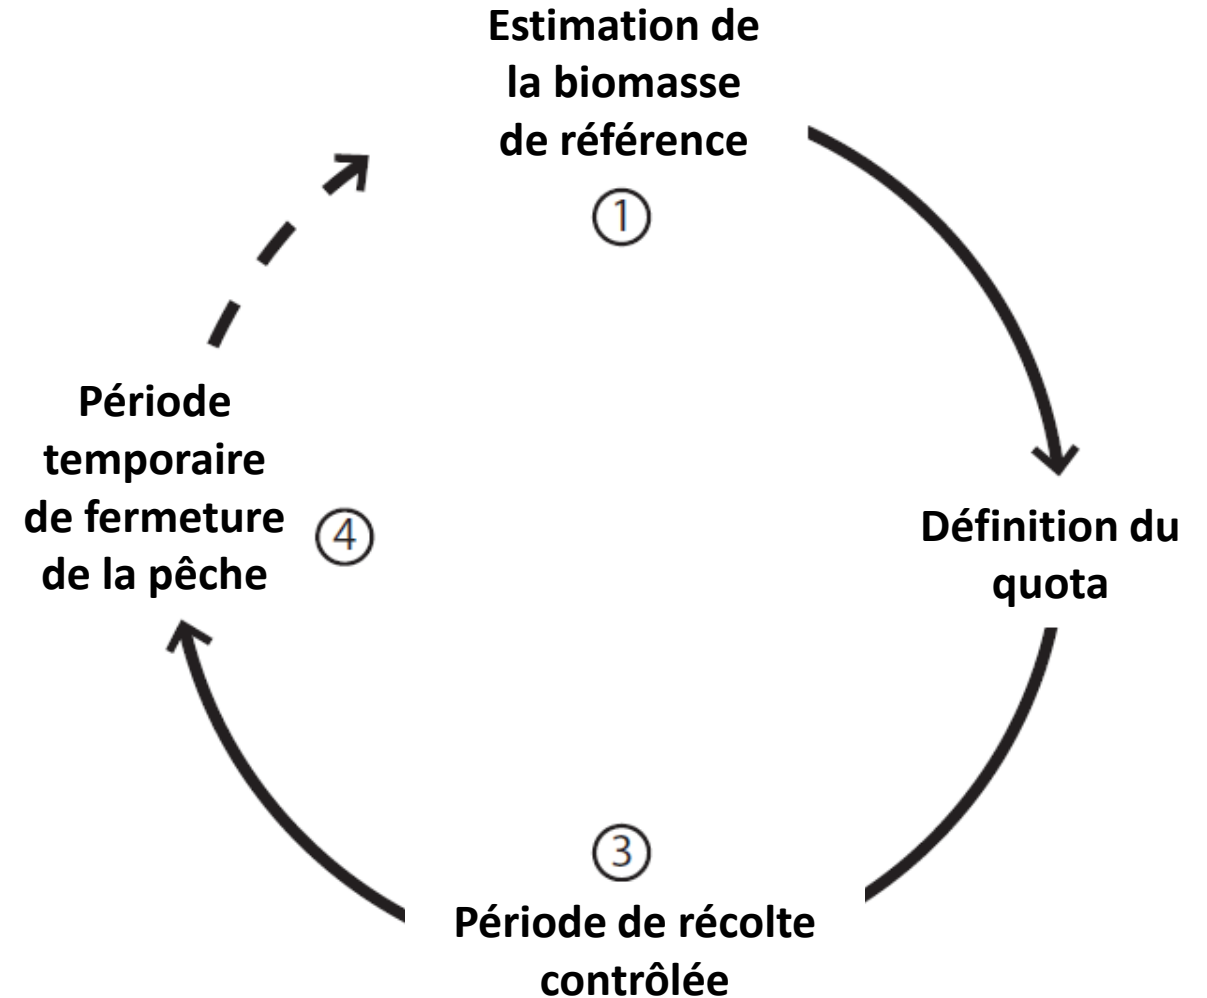 Estimation de
la biomasse
de référence
1
Définition du
quota
3
Période de récolte
contrôlée
Période
temporaire
de fermeture
de la pêche
4